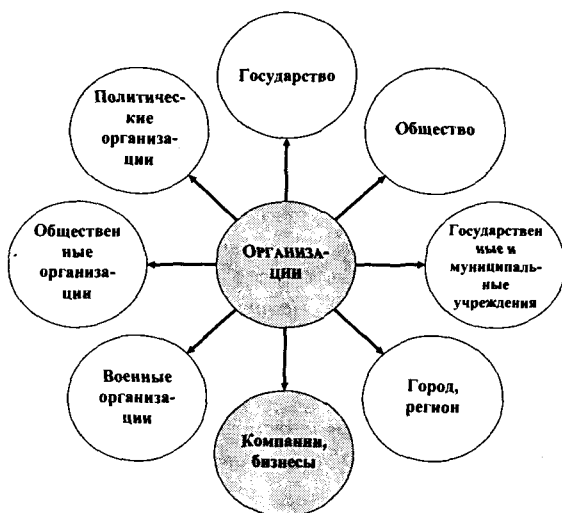 Государство
Политичес-
кие
организа-
ции
Общество
Обществен
ные
организа-
ции
Организа-
ции
Государствен
ные и
муниципаль-
ные
учреждения
Военные
организа-
ции
Город,
регион
Компании,
бизнесы